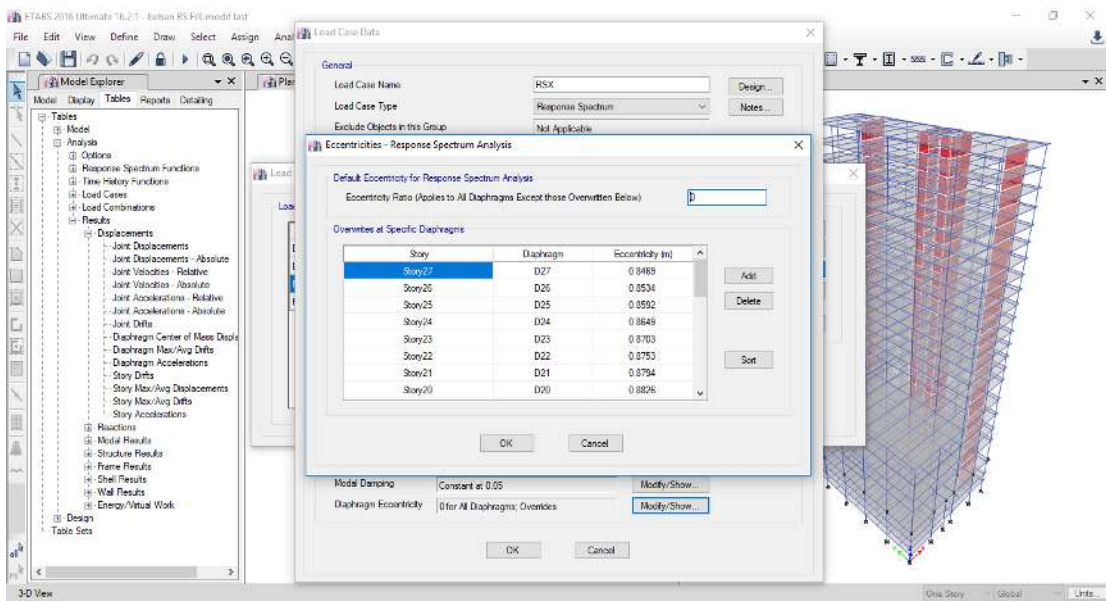 ETABS 2016 Ultimate 16.2.1 - beban RS FIX modif last
File Edit View Define Draw Select Assign Anal
Model Explorer
Model Display Tables Reports Detailing
Tables
Model
Analysis
Options
Response Spectrum Functions
Time History Functions
Load Cases
Load Combinations
Results
Displacements
Joint Displacements
Joint Displacements - Absolute
Joint Velocities - Relative
Joint Velocities - Absolute
Joint Accelerations - Relative
Joint Accelerations - Absolute
Joint Drifts
Diaphragm Center of Mass Displa
Diaphragm Max/Avg Drifts
Diaphragm Accelerations
Story Drifts
Story Max/Avg Displacements
Story Max/Avg Drifts
Story Accelerations
Reactions
Modal Results
Structure Results
Frame Results
Shell Results
Wall Results
Energy/Virtual Work
Design
Table Sets
3-D View
Plan
Load
Loa
Load Case Data
General
Load Case Name RSX Design...
Load Case Type Response Spectrum Notes...
Exclude Objects in this Group Not Applicable
Eccentricities - Response Spectrum Analysis
Default Eccentricity for Response Spectrum Analysis
Eccentricity Ratio (Applies to All Diaphragms Except those Overwritten Below) 0
Overwrites at Specific Diaphragms
Story Diaphragm Eccentricity (m)
Story27 D27 0.8469
Story26 D26 0.8534
Story25 D25 0.8592
Story24 D24 0.8649
Story23 D23 0.8703
Story22 D22 0.8753
Story21 D21 0.8794
Story20 D20 0.8826
Add
Delete
Sort
OK Cancel
Modal Damping Constant at 0.05 Modify/Show...
Diaphragm Eccentricity 0 for All Diaphragms; Overrides Modify/Show...
OK Cancel
One Story Global Units...